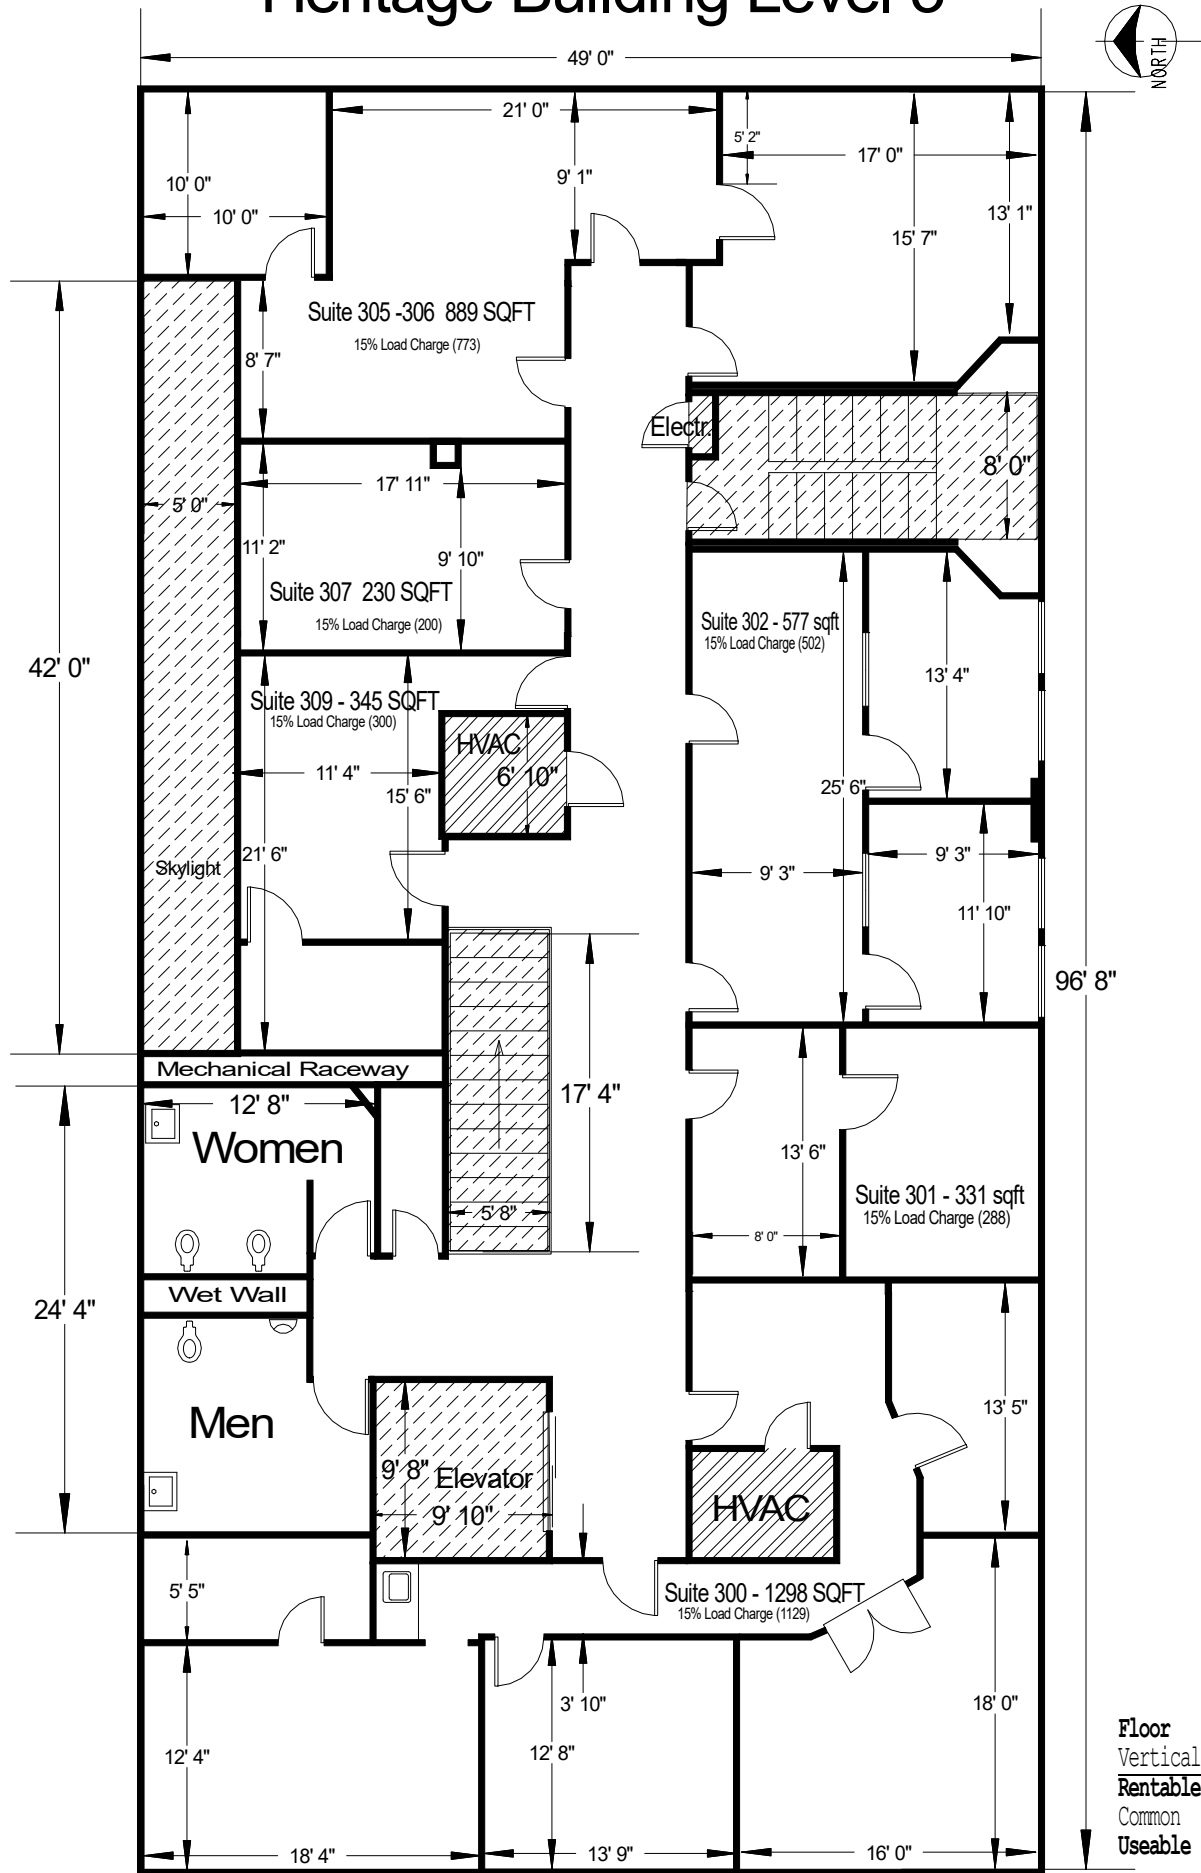 Heritage Building Level 3
NORTH
49' 0"
21' 0"
5' 2"
17' 0"
9' 1"
10' 0"
10' 0"
13' 1"
15' 7"
Suite 305 -306 889 SQFT
15% Load Charge (773)
8' 7"
Electr.
8' 0"
17' 11"
5' 0"
11' 2"
9' 10"
Suite 307 230 SQFT
15% Load Charge (200)
Suite 302 - 577 sqft
15% Load Charge (502)
42' 0"
13' 4"
Suite 309 - 345 SQFT
15% Load Charge (300)
HVAC
6' 10"
11' 4"
15' 6"
25' 6"
21' 6"
9' 3"
9' 3"
Skylight
11' 10"
96' 8"
Mechanical Raceway
12' 8"
17' 4"
Women
13' 6"
Suite 301 - 331 sqft
15% Load Charge (288)
5' 8"
8' 0"
Wet Wall
24' 4"
13' 5"
Men
9' 8"
Elevator
9' 10"
HVAC
5' 5"
Suite 300 - 1298 SQFT
15% Load Charge (1129)
3' 10"
18' 0"
12' 4"
12' 8"
18' 4"
13' 9"
16' 0"
Floor
Vertical
Rentable
Common
Useable